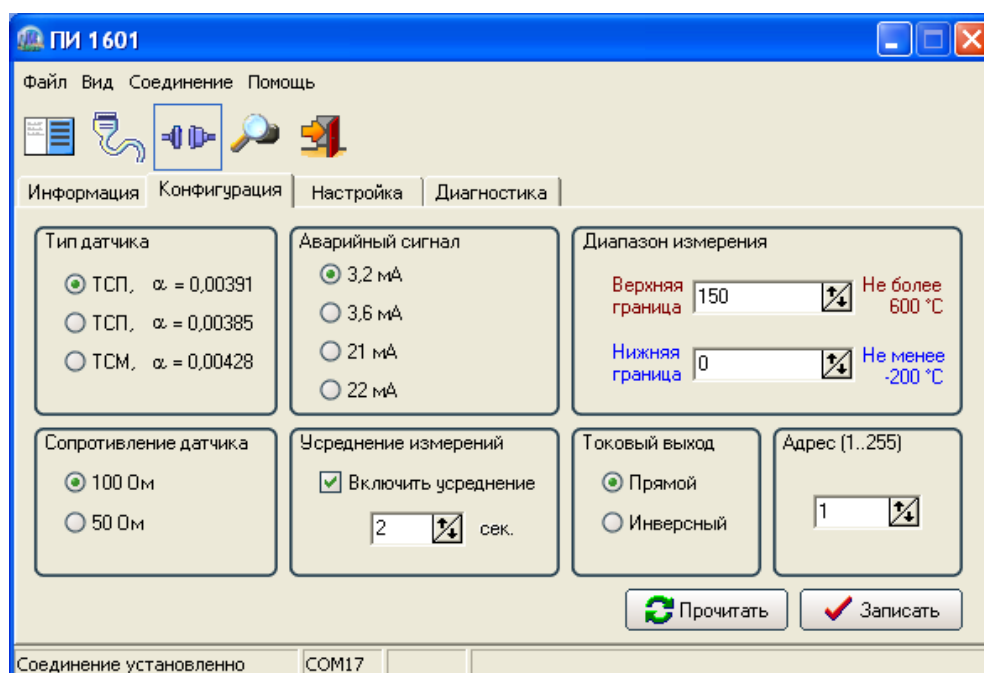 ПИ 1601
Файл Вид Соединение Помощь
Информация Конфигурация Настройка Диагностика
Тип датчика
ТСП, α = 0,00391
ТСП, α = 0,00385
ТСМ, α = 0,00428
Аварийный сигнал
3,2 мА
3,6 мА
21 мА
22 мА
Диапазон измерения
Верхняя
граница
150
Не более
600 °С
Нижняя
граница
0
Не менее
-200 °С
Сопротивление датчика
100 Ом
50 Ом
Усреднение измерений
Включить усреднение
2 сек.
Токовый выход
Прямой
Инверсный
Адрес (1..255)
1
Прочитать
Записать
Соединение установленно COM17